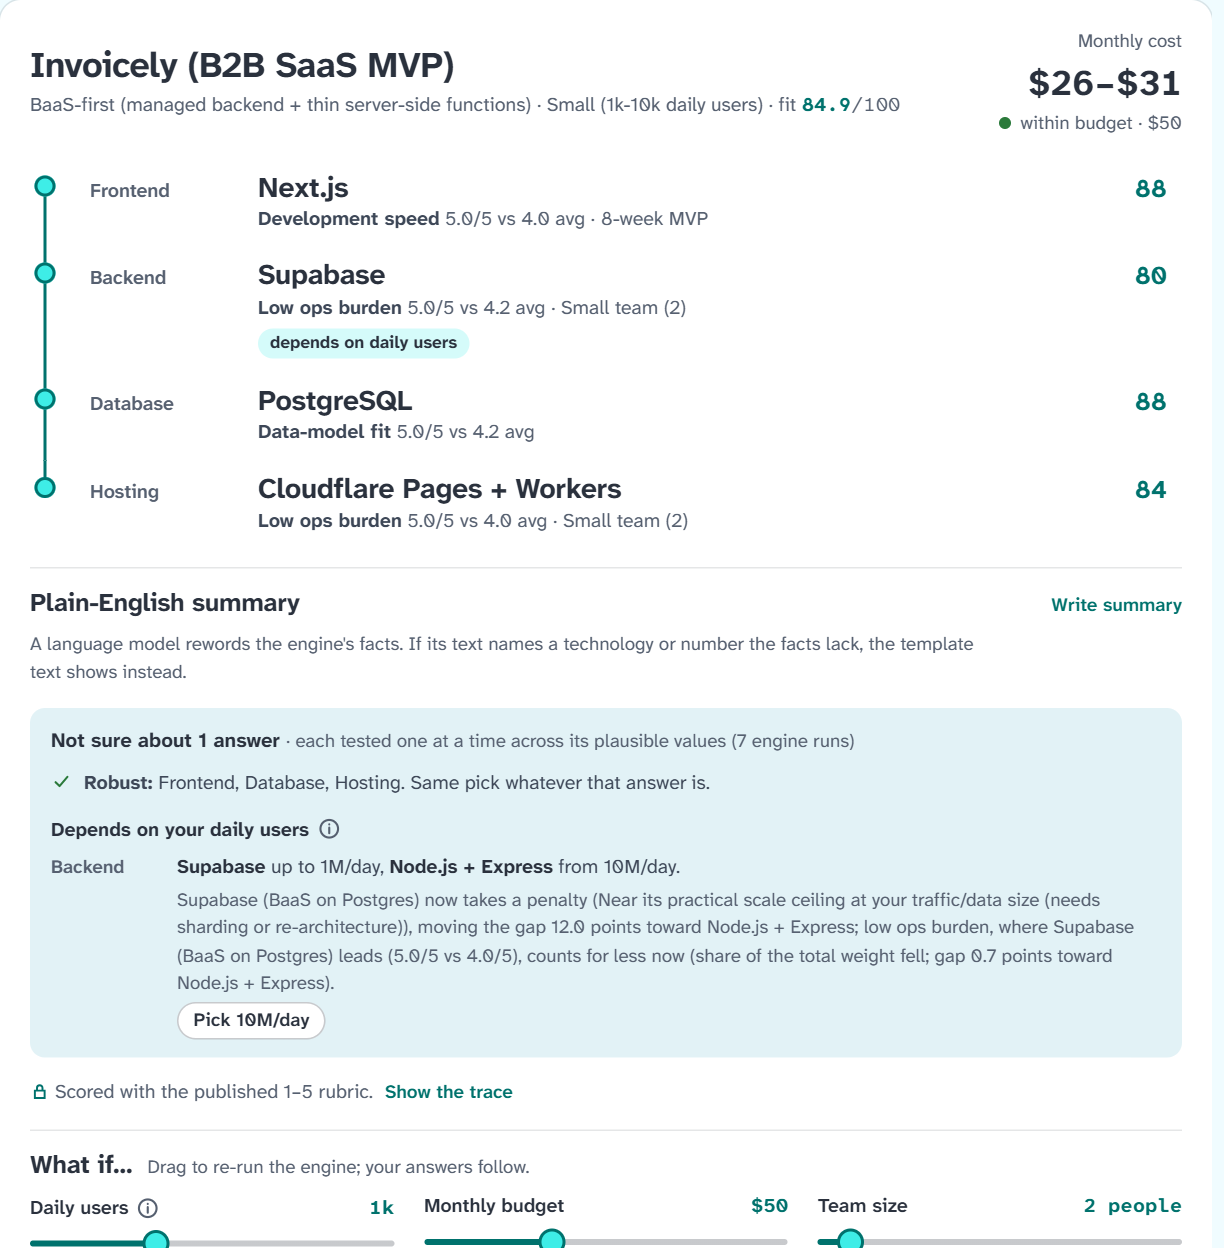 Monthly cost
Invoicely (B2B SaaS MVP)
$26–$31
BaaS-first (managed backend + thin server-side functions) · Small (1k-10k daily users) · fit 84.9/100
within budget · $50
Frontend
Next.js
88
Development speed 5.0/5 vs 4.0 avg · 8-week MVP
Backend
Supabase
80
Low ops burden 5.0/5 vs 4.2 avg · Small team (2)
depends on daily users
Database
PostgreSQL
88
Data-model fit 5.0/5 vs 4.2 avg
Hosting
Cloudflare Pages + Workers
84
Low ops burden 5.0/5 vs 4.0 avg · Small team (2)
Plain-English summary
Write summary
A language model rewords the engine's facts. If its text names a technology or number the facts lack, the template
text shows instead.
Not sure about 1 answer · each tested one at a time across its plausible values (7 engine runs)
Robust: Frontend, Database, Hosting. Same pick whatever that answer is.
Depends on your daily users
Backend
Supabase up to 1M/day, Node.js + Express from 10M/day.
Supabase (BaaS on Postgres) now takes a penalty (Near its practical scale ceiling at your traffic/data size (needs
sharding or re-architecture)), moving the gap 12.0 points toward Node.js + Express; low ops burden, where Supabase
(BaaS on Postgres) leads (5.0/5 vs 4.0/5), counts for less now (share of the total weight fell; gap 0.7 points toward
Node.js + Express).
Pick 10M/day
Scored with the published 1–5 rubric. Show the trace
What if... Drag to re-run the engine; your answers follow.
Daily users
1k
Monthly budget
$50
Team size
2 people